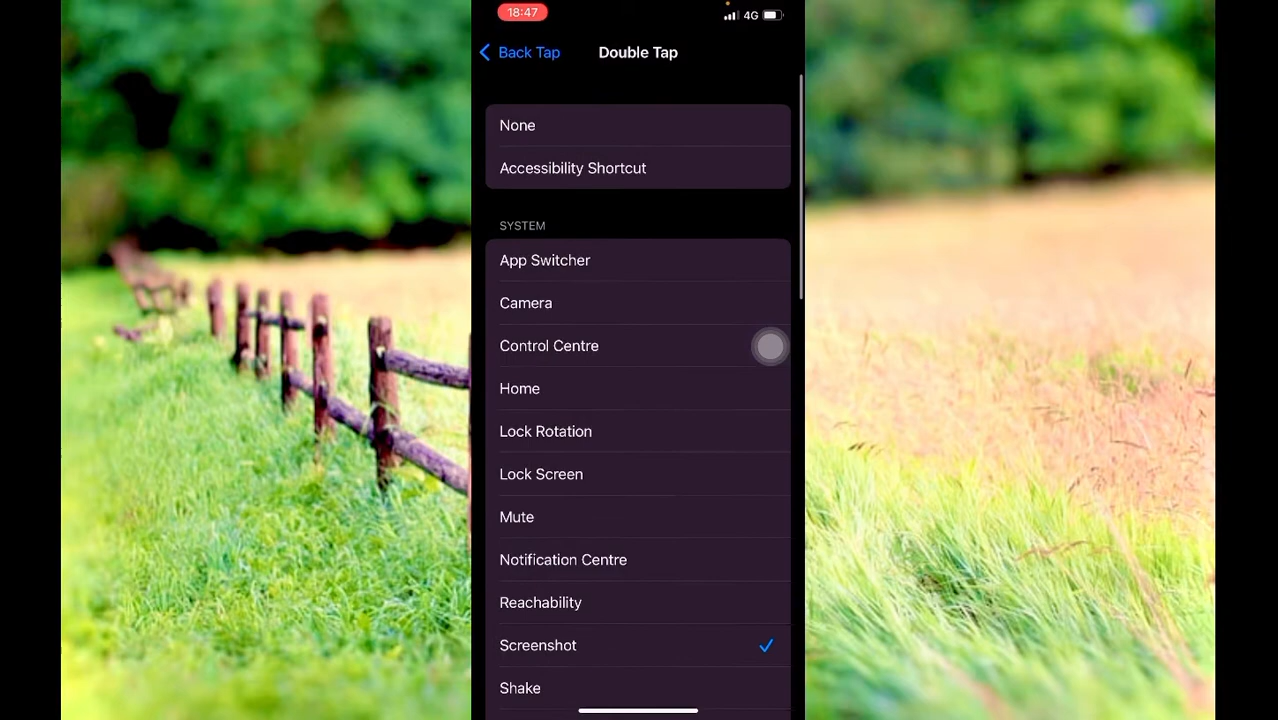 18:47
4G
Back Tap
Double Tap
None
Accessibility Shortcut
SYSTEM
App Switcher
Camera
Control Centre
Home
Lock Rotation
Lock Screen
Mute
Notification Centre
Reachability
Screenshot
Shake